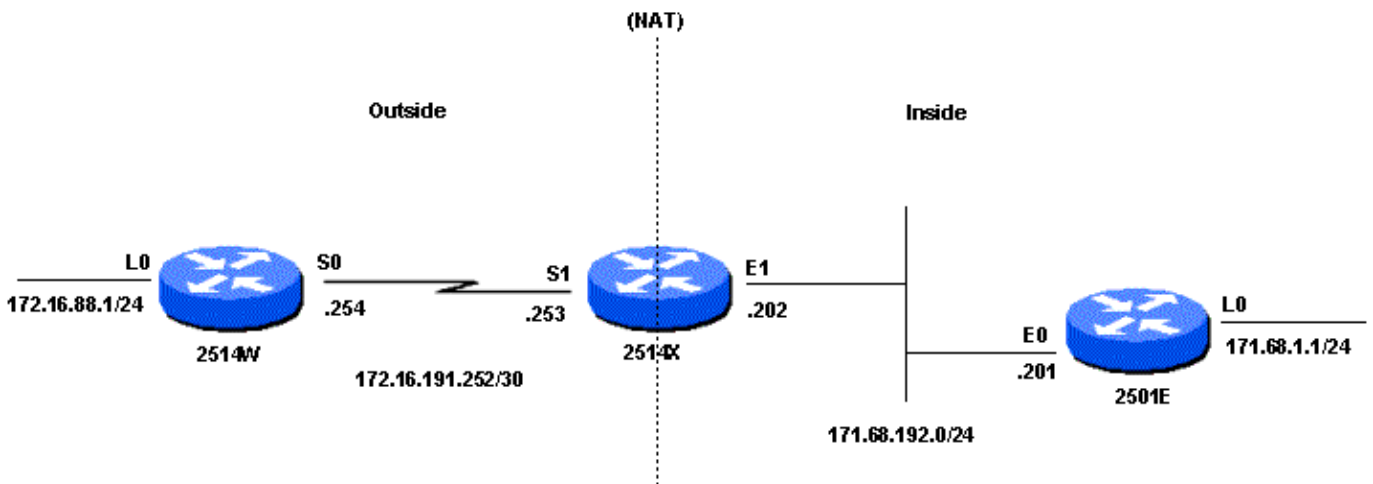 (NAT)
Outside
Inside
L0
S0
S1
E1
172.16.88.1/24
.254
.253
.202
E0
L0
2514W
2514X
.201
171.68.1.1/24
172.16.191.252/30
2501E
171.68.192.0/24